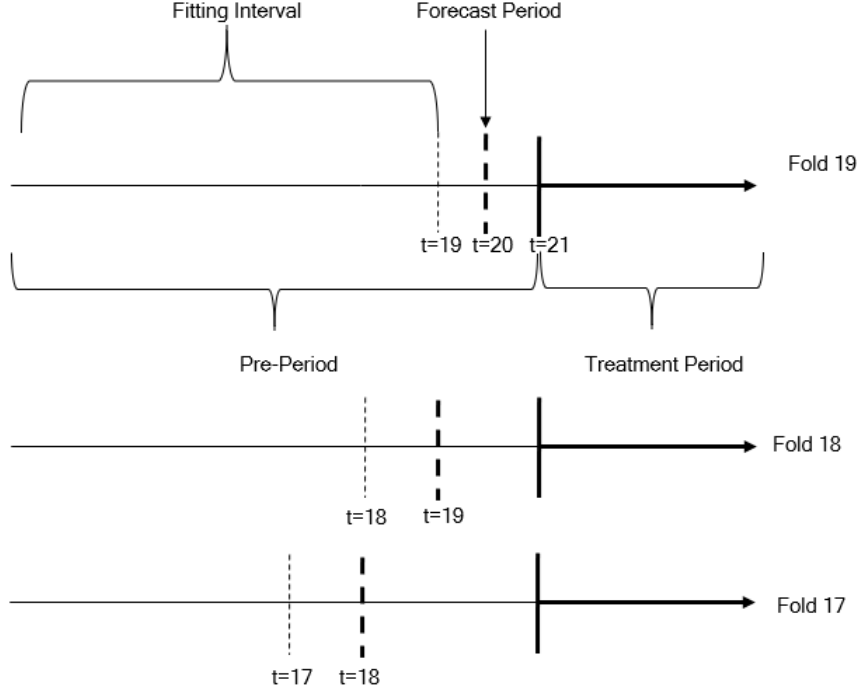 Fitting Interval
Forecast Period
Fold 19
t=19
t=20
t=21
Pre-Period
Treatment Period
Fold 18
t=18
t=19
Fold 17
t=17
t=18